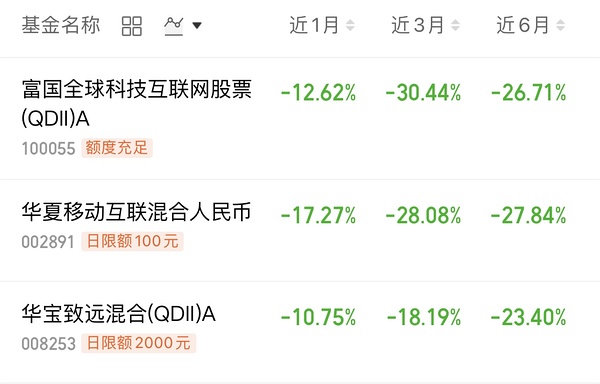 基金名称 近1月 近3月 近6月
富国全球科技互联网股票 -12.62% -30.44% -26.71%
(QDII)A
100055 额度充足
华夏移动互联混合人民币 -17.27% -28.08% -27.84%
002891 日限额100元
华宝致远混合(QDII)A -10.75% -18.19% -23.40%
008253 日限额2000元